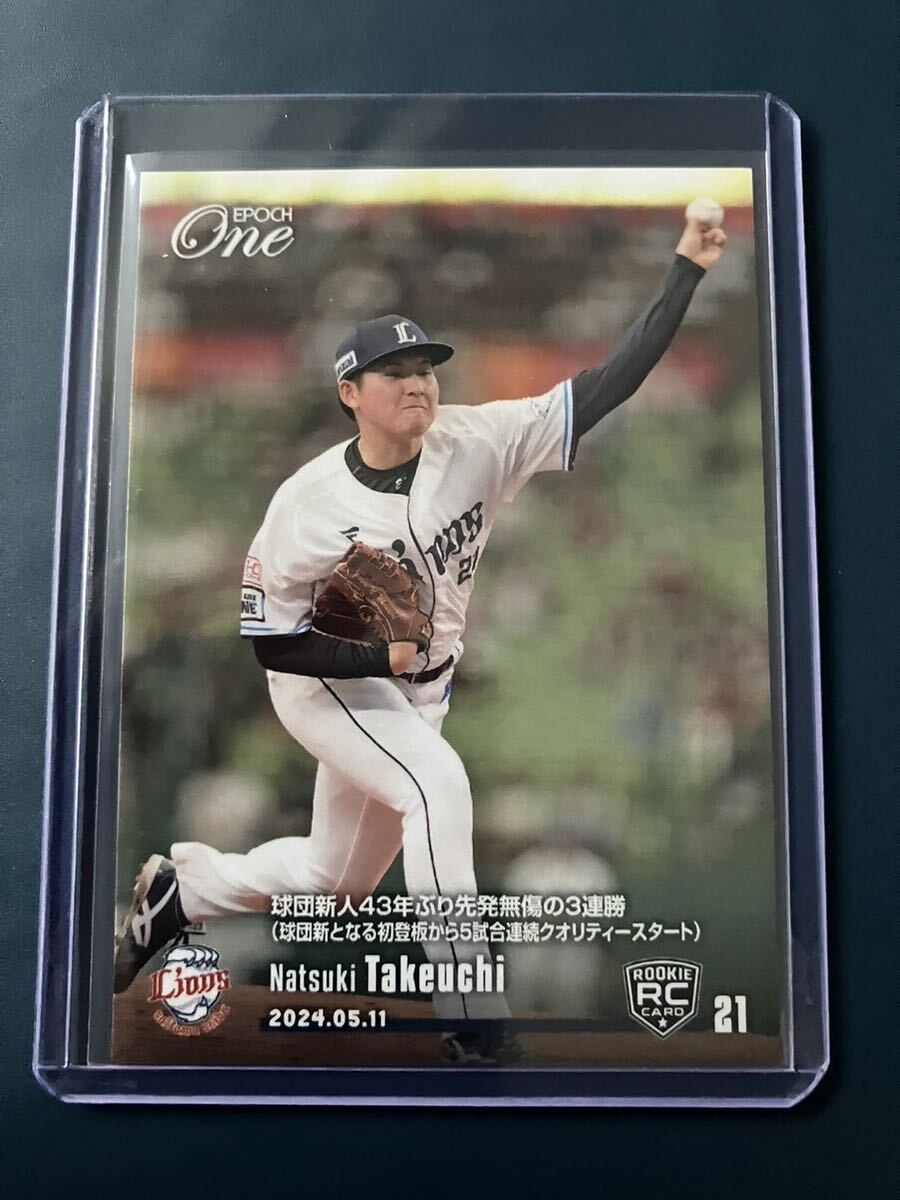 EPOCH
One
L
21
球団新人43年ぶり先発無傷の3連勝
(球団新となる初登板から5試合連続クオリティースタート)
Lions
Natsuki Takeuchi
2024.05.11
ROOKIE
RC
CARD
21